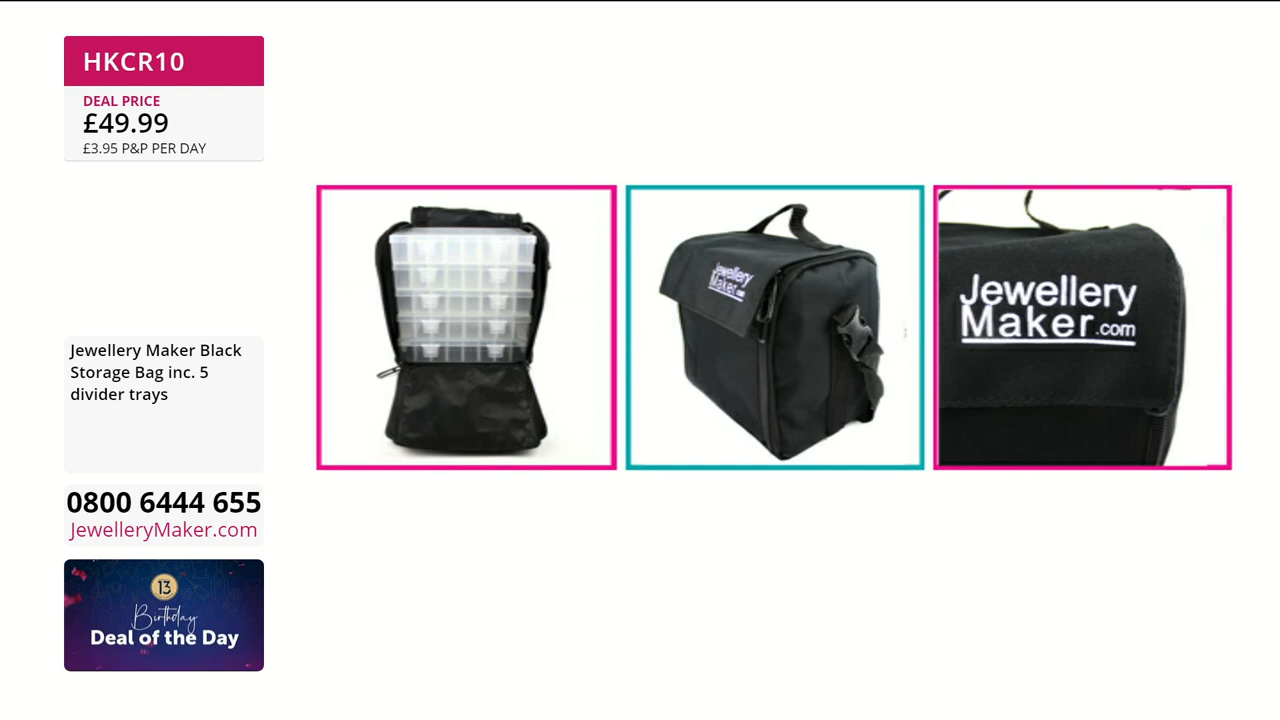 HKCR10
DEAL PRICE
£49.99
£3.95 P&P PER DAY
Jewellery Maker Black
Storage Bag inc. 5
divider trays
0800 6444 655
JewelleryMaker.com
13
Birthday
Deal of the Day
Jewellery
Maker.com
Jewellery
Maker.com